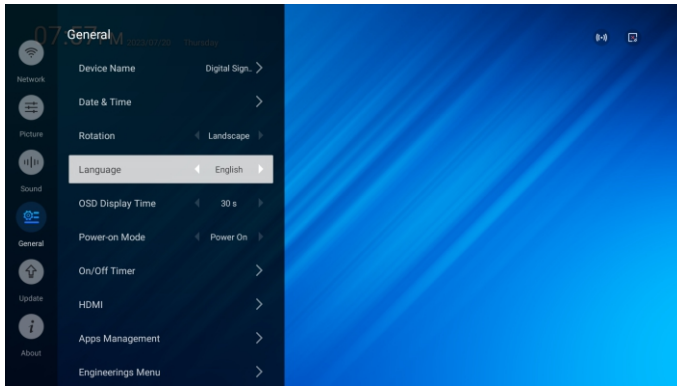 General
Network
Picture
Sound
General
Update
About
Device Name Digital Sign..
Date & Time
Rotation Landscape
Language English
OSD Display Time 30 s
Power-on Mode Power On
On/Off Timer
HDMI
Apps Management
Engineerings Menu